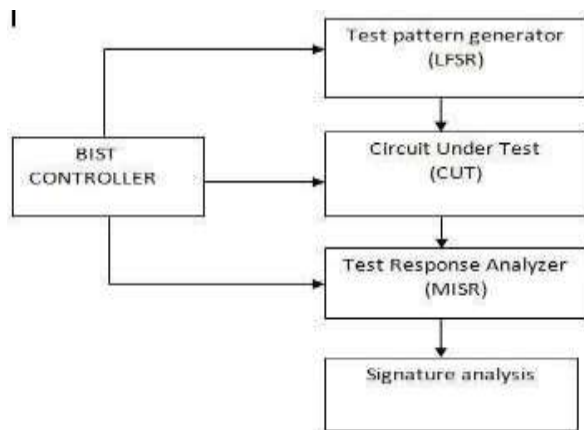 Test pattern generator
(LFSR)
BIST
CONTROLLER
Circuit Under Test
(CUT)
Test Response Analyzer
(MISR)
Signature analysis